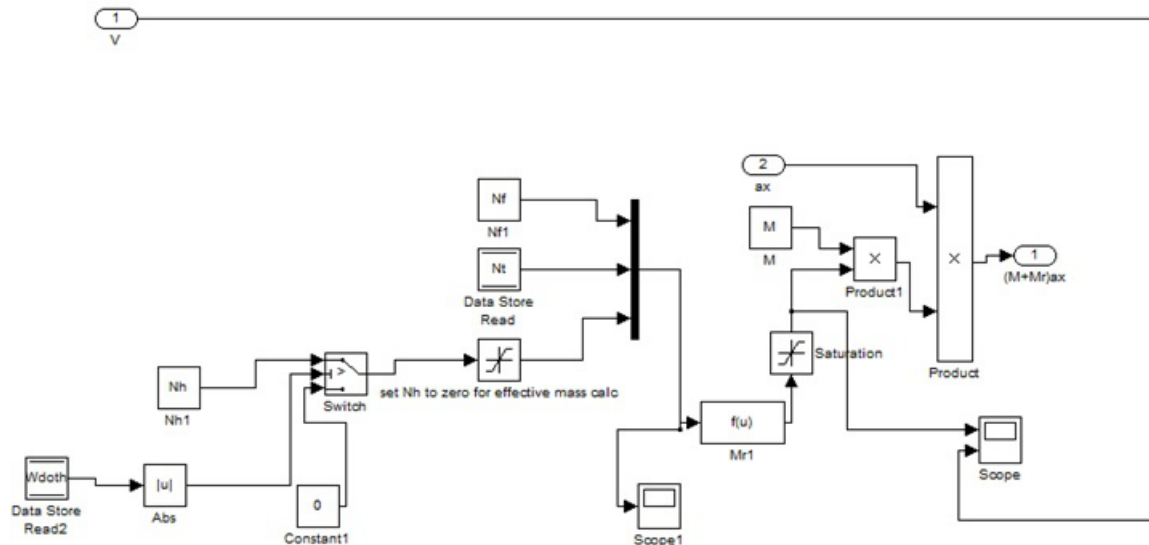 1
V
2
ax
Nf
Nf1
M
M
×
Product1
×
1
(M+Mr)ax
Nt
Data Store
Read
Saturation
Product
Nh
Nh1
>
Switch
set Nh to zero for effective mass calc
f(u)
Mr1
Scope
Wdoth
Data Store
Read2
|u|
Abs
0
Constant1
Scope1